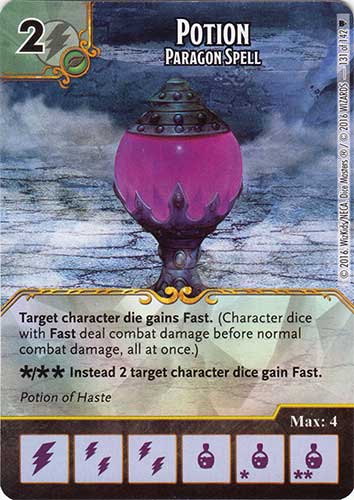 2
POTION
PARAGON SPELL
131 of 142
© 2016 WizKids/NECA. Dice Masters ® / © 2016 WIZARDS
Target character die gains Fast. (Character dice
with Fast deal combat damage before normal
combat damage, all at once.)
*/** Instead 2 target character dice gain Fast.
Potion of Haste
Max: 4
*
**